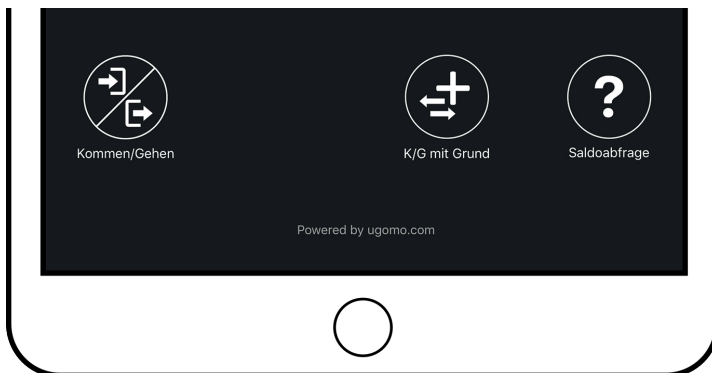 Kommen/Gehen
K/G mit Grund
Saldoabfrage
Powered by ugomo.com